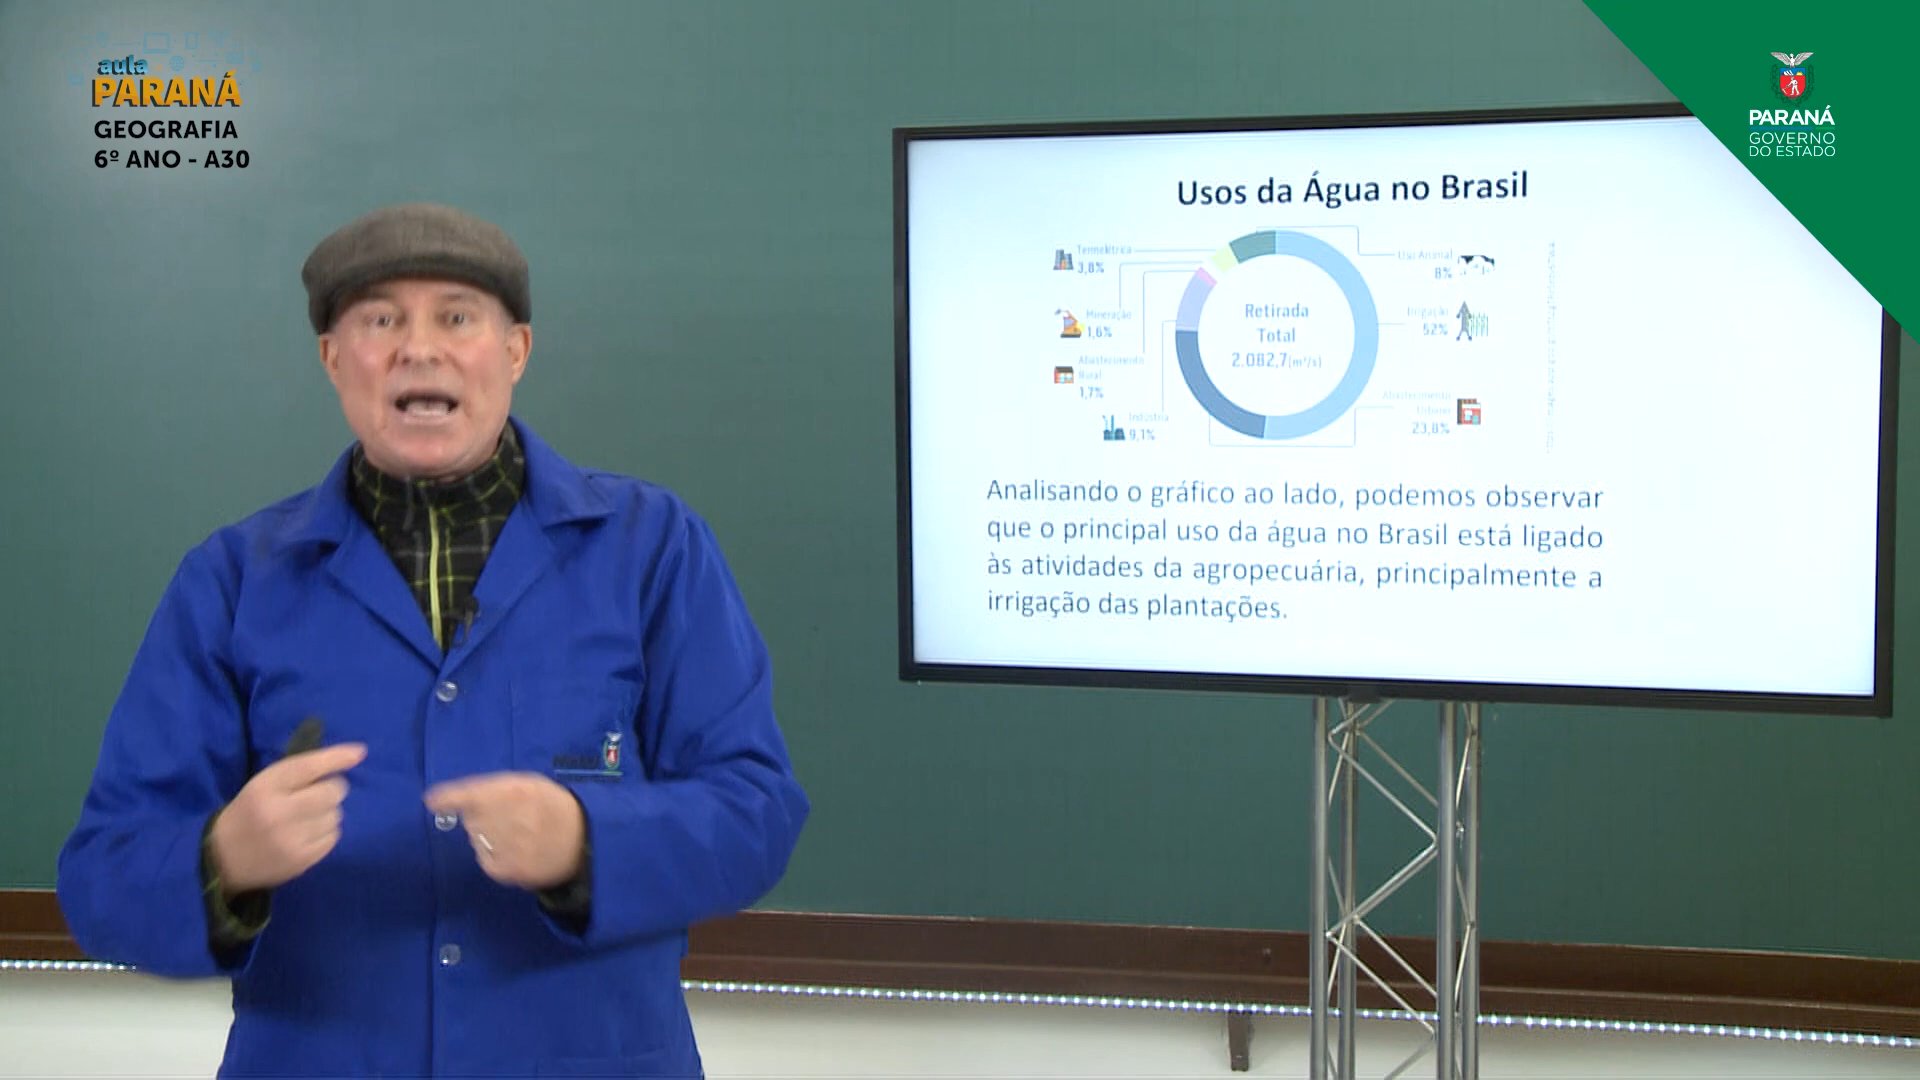 aula
PARANÁ
GEOGRAFIA
6º ANO - A30
PARANÁ
GOVERNO
DO ESTADO
Usos da Água no Brasil
Termelétrica
3,8%
Mineração
1,6%
Abastecimento
Rural
1,7%
Indústria
9,1%
Retirada
Total
2.082,7(m³/s)
Uso Animal
8%
Irrigação
52%
Abastecimento
Urbano
23,8%
Analisando o gráfico ao lado, podemos observar
que o principal uso da água no Brasil está ligado
às atividades da agropecuária, principalmente a
irrigação das plantações.